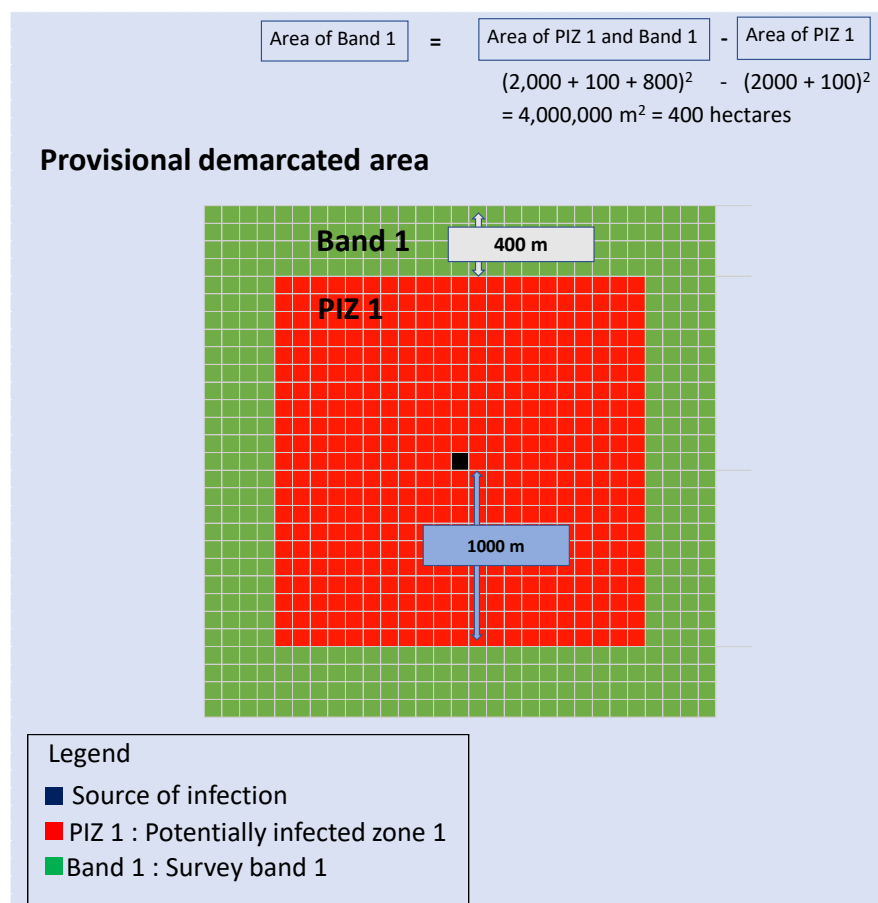 Area of Band 1 = Area of PIZ 1 and Band 1 - Area of PIZ 1
(2,000 + 100 + 800)² - (2000 + 100)²
= 4,000,000 m² = 400 hectares
Provisional demarcated area
Band 1
400 m
PIZ 1
1000 m
Legend
Source of infection
PIZ 1 : Potentially infected zone 1
Band 1 : Survey band 1